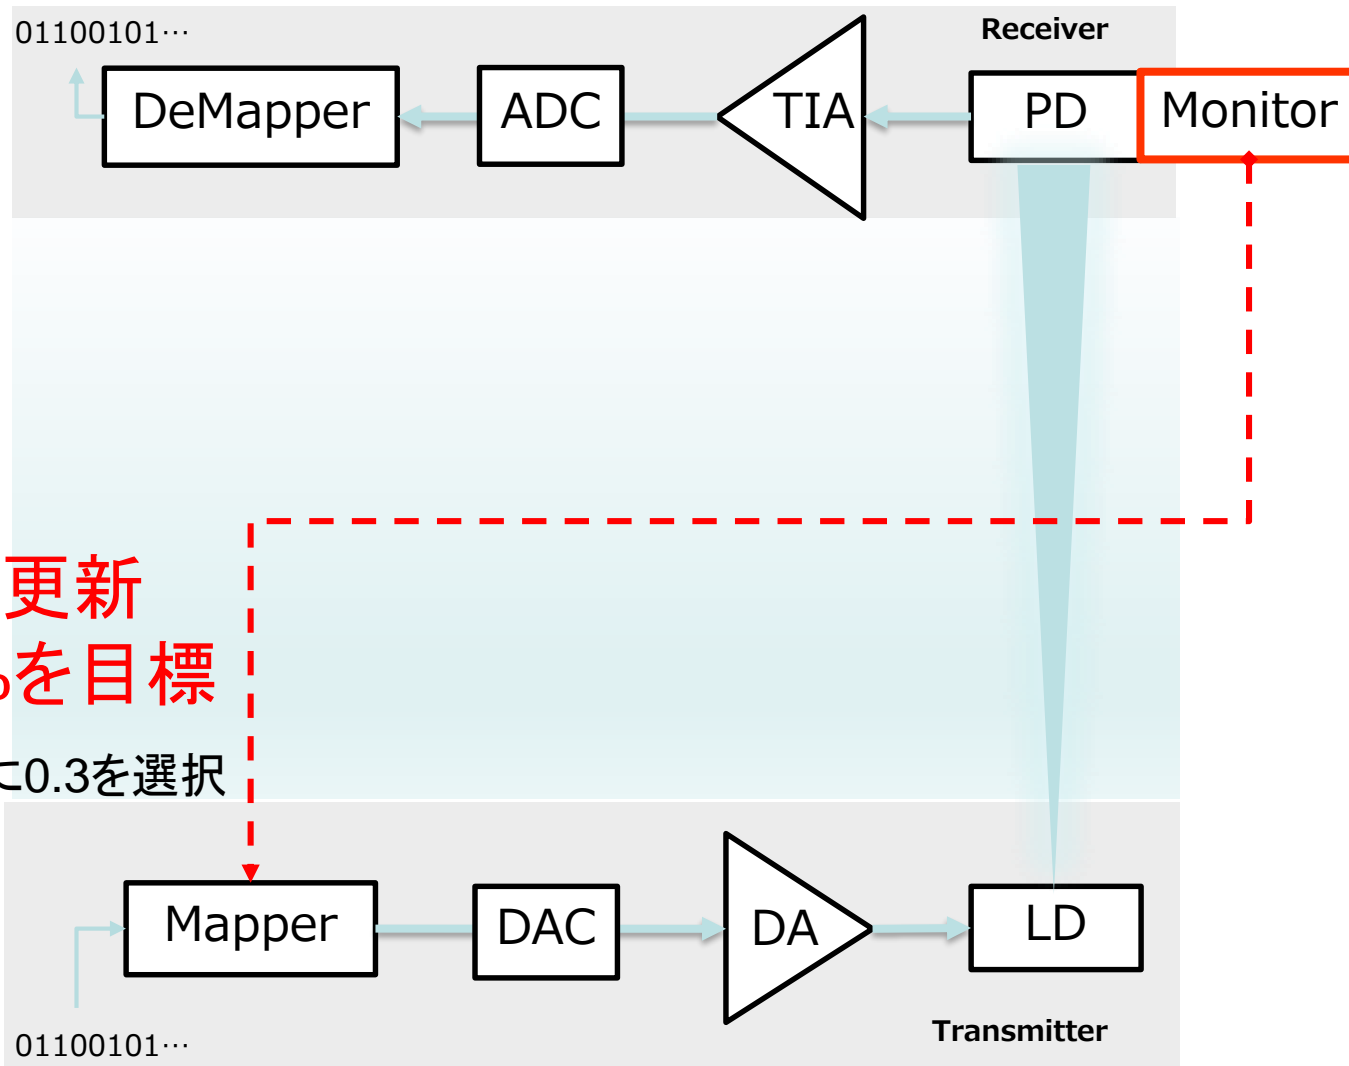 01100101…
Receiver
DeMapper
ADC
TIA
PD
Monitor
更新
を目標
に0.3を選択
Mapper
DAC
DA
LD
Transmitter
01100101…